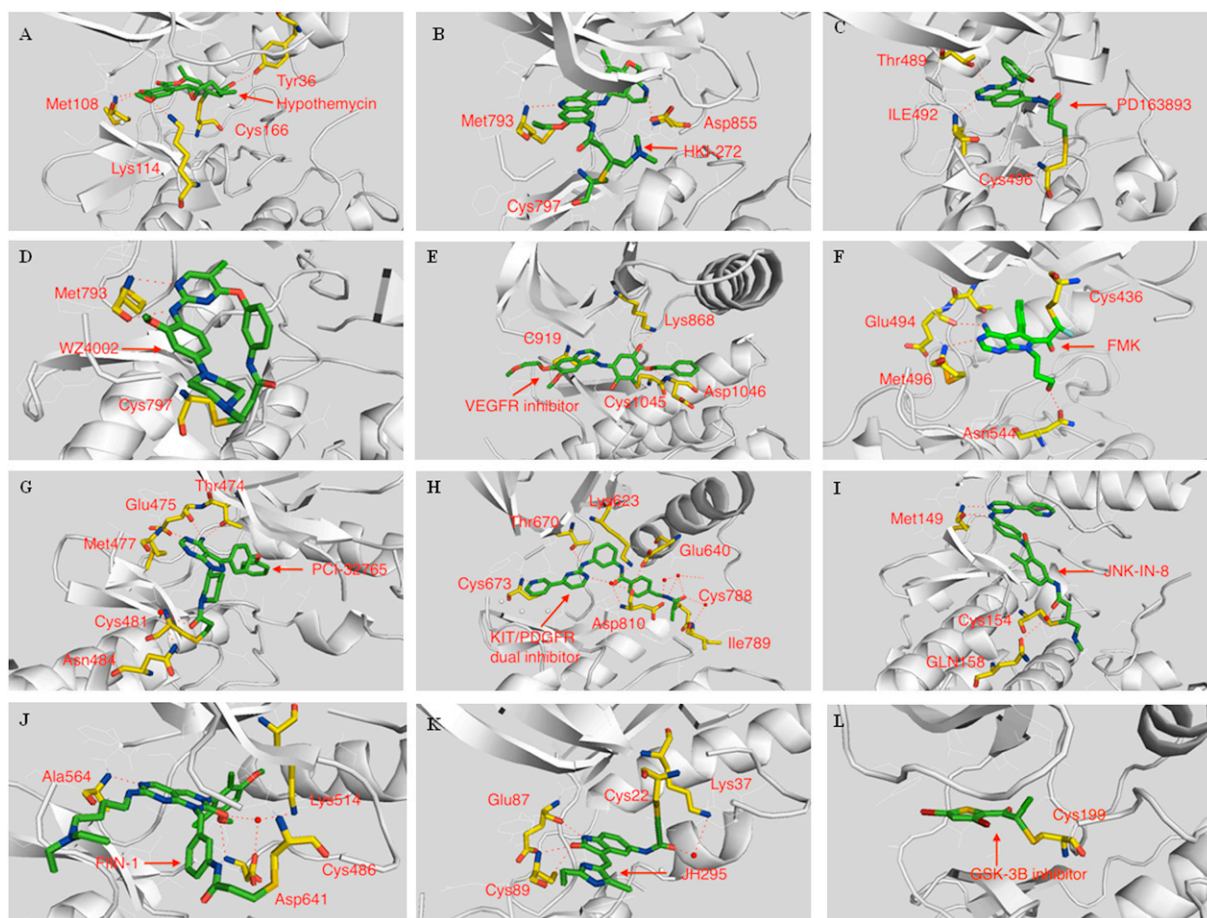 A
Tyr36
Met108
Hypothemycin
Cys166
Lys114
B
Met793
Asp855
HKI-272
Cys797
C
Thr489
PD163893
ILE492
Cys496
D
Met793
WZ4002
Cys797
E
Lys868
C919
Asp1046
Cys1045
VEGFR inhibitor
F
Cys436
Glu494
FMK
Met496
Asn544
G
Thr474
Glu475
Met477
PCI-32765
Cys481
Asn484
H
Lys623
Thr670
Glu640
Cys673
Cys788
Asp810
KIT/PDGFR
dual inhibitor
Ile789
I
Met149
JNK-IN-8
Cys154
GLN158
J
Ala564
Lys514
FIIN-1
Cys486
Asp641
K
Lys37
Cys22
Glu87
JH295
Cys89
L
Cys199
GSK-3B inhibitor